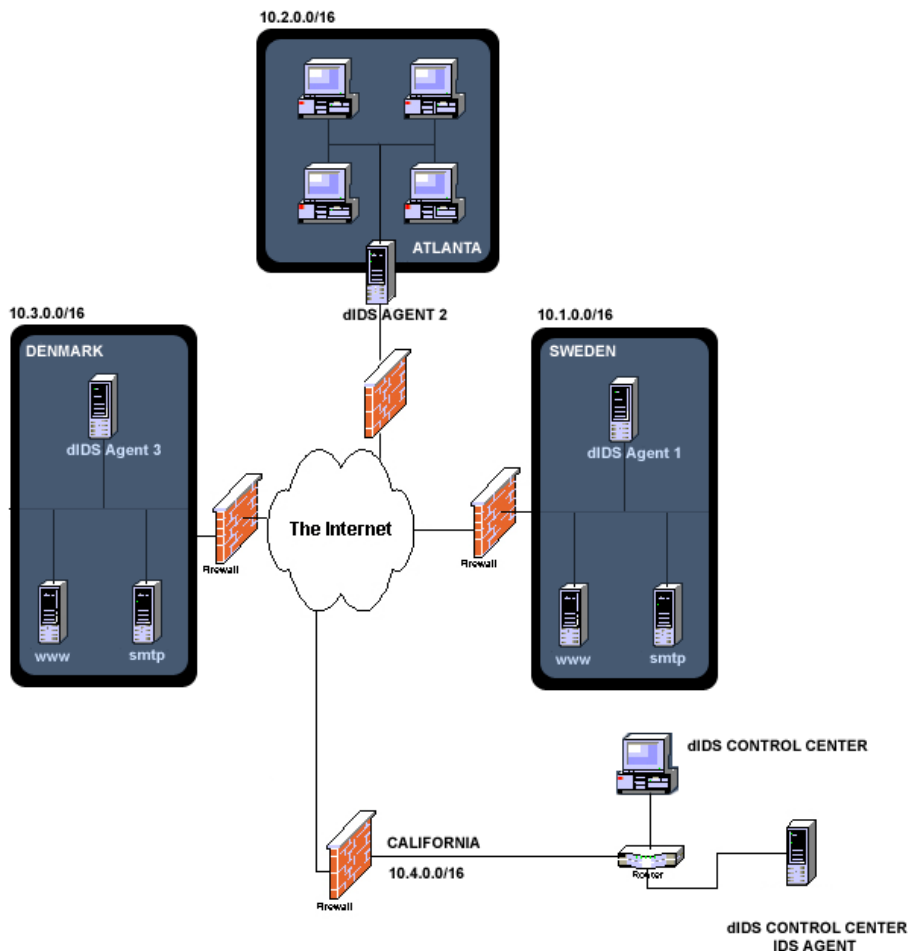 10.2.0.0/16
ATLANTA
dIDS AGENT 2
10.3.0.0/16
DENMARK
dIDS Agent 3
www
smtp
Firewall
The Internet
10.1.0.0/16
SWEDEN
dIDS Agent 1
Firewall
www
smtp
dIDS CONTROL CENTER
CALIFORNIA
10.4.0.0/16
Firewall
Router
dIDS CONTROL CENTER
IDS AGENT